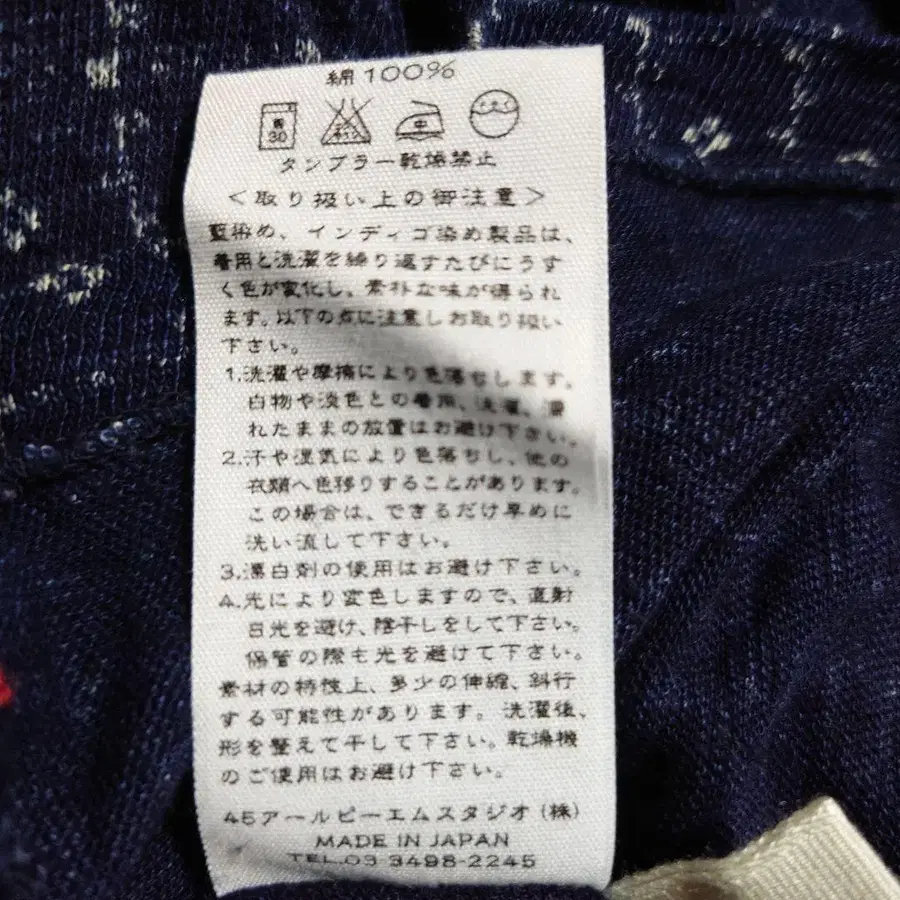 綿100%
30
中
タンブラー乾燥禁止
<取り扱い上の御注意>
藍染め、インディゴ染め製品は、
着用と洗濯を繰り返すたびにうす
く色が変化し、素朴な味が得られ
ます。以下の点に注意しお取り扱い
下さい。
1.洗濯や摩擦により色落ちします。
白物や淡色との着用、洗濯、濡
れたままの放置はお避け下さい。
2.汗や湿気により色落ちし、他の
衣類へ色移りすることがあります。
この場合は、できるだけ早めに
洗い流して下さい。
3.漂白剤の使用はお避け下さい。
4.光により変色しますので、直射
日光を避け、陰干しをして下さい。
保管の際も光を避けて下さい。
素材の特性上、多少の伸縮、斜行
する可能性があります。洗濯後、
形を整えて干して下さい。乾燥機
のご使用はお避け下さい。
45アールピーエムスタジオ(株)
MADE IN JAPAN
TEL.03 3498-2245